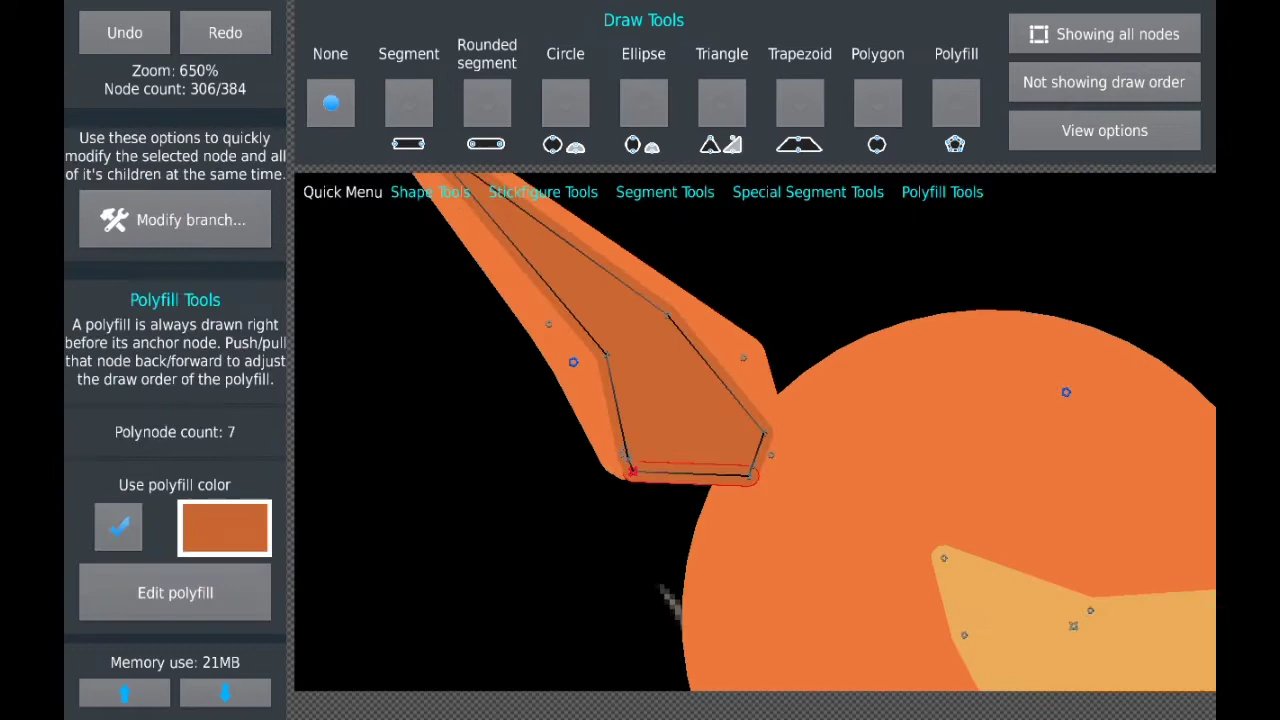 Undo
Redo
Zoom: 650%
Node count: 306/384
Use these options to quickly
modify the selected node and all
of it's children at the same time.
Modify branch...
Polyfill Tools
A polyfill is always drawn right
before its anchor node. Push/pull
that node back/forward to adjust
the draw order of the polyfill.
Polynode count: 7
Use polyfill color
Edit polyfill
Memory use: 21MB
Draw Tools
None
Segment
Rounded
segment
Circle
Ellipse
Triangle
Trapezoid
Polygon
Polyfill
Showing all nodes
Not showing draw order
View options
Quick Menu
Shape Tools
Stickfigure Tools
Segment Tools
Special Segment Tools
Polyfill Tools